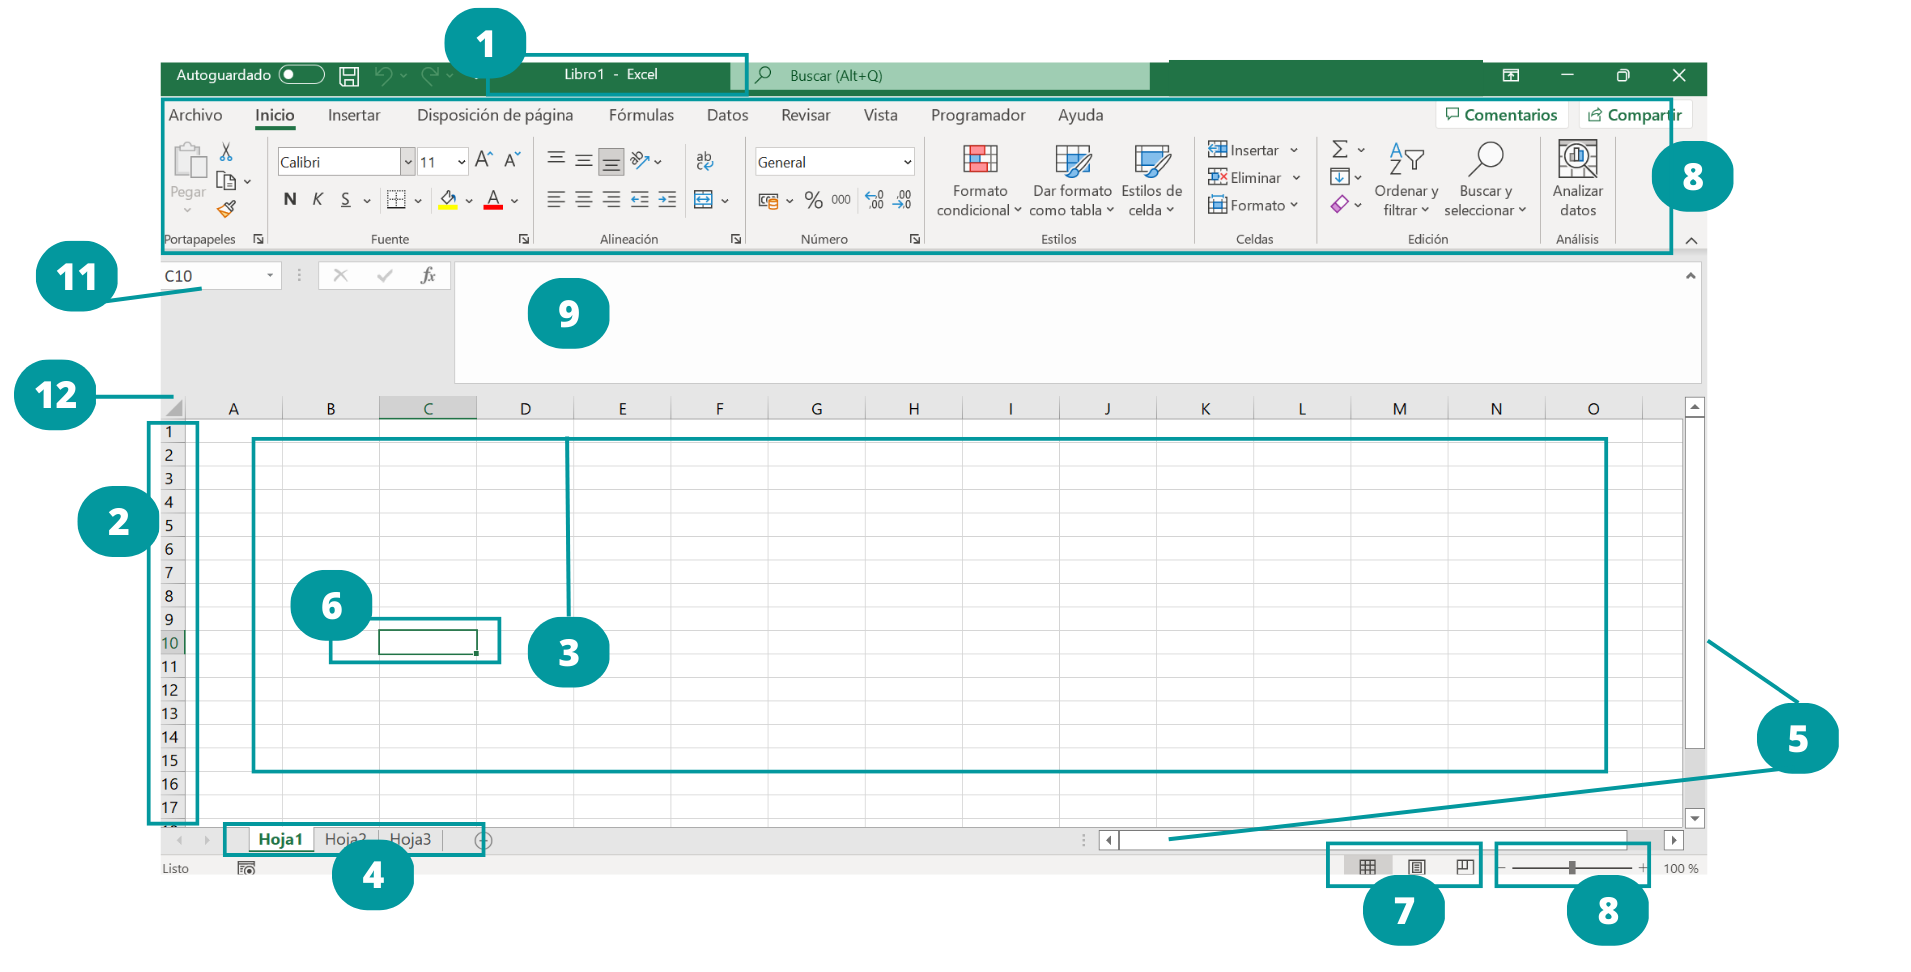 1
Autoguardado
Libro1 - Excel
Buscar (Alt+Q)
Archivo Inicio Insertar Disposición de página Fórmulas Datos Revisar Vista Programador Ayuda Comentarios Compartir
8
Pegar
Calibri 11
General
N K S
% 000
Formato condicional
Dar formato como tabla
Estilos de celda
Insertar
Eliminar
Formato
Ordenar y filtrar
Buscar y seleccionar
Analizar datos
Portapapeles Fuente Alineación Número Estilos Celdas Edición Análisis
11
C10
fx
9
12
A B C D E F G H I J K L M N O
1
2
3
4
5
6
7
8
9
10
11
12
13
14
15
16
17
2
6
3
5
Hoja1 Hoja2 Hoja3
4
Listo
100 %
7
8